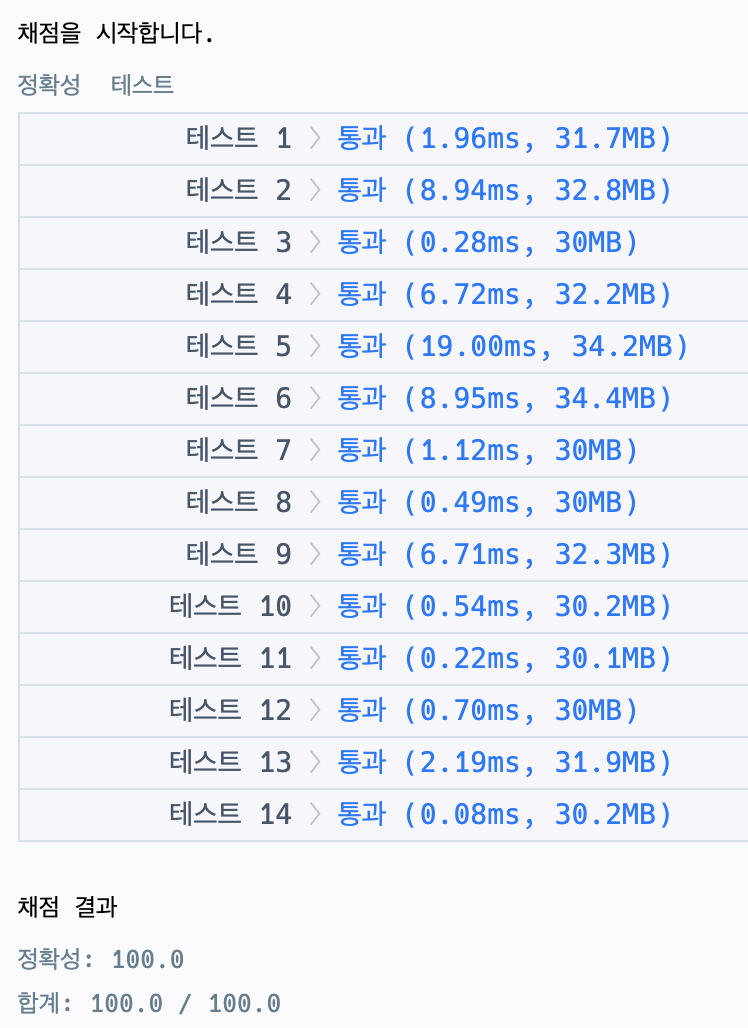 채점을 시작합니다.
정확성 테스트
테스트 1 〉 통과 (1.96ms, 31.7MB)
테스트 2 〉 통과 (8.94ms, 32.8MB)
테스트 3 〉 통과 (0.28ms, 30MB)
테스트 4 〉 통과 (6.72ms, 32.2MB)
테스트 5 〉 통과 (19.00ms, 34.2MB)
테스트 6 〉 통과 (8.95ms, 34.4MB)
테스트 7 〉 통과 (1.12ms, 30MB)
테스트 8 〉 통과 (0.49ms, 30MB)
테스트 9 〉 통과 (6.71ms, 32.3MB)
테스트 10 〉 통과 (0.54ms, 30.2MB)
테스트 11 〉 통과 (0.22ms, 30.1MB)
테스트 12 〉 통과 (0.70ms, 30MB)
테스트 13 〉 통과 (2.19ms, 31.9MB)
테스트 14 〉 통과 (0.08ms, 30.2MB)
채점 결과
정확성: 100.0
합계: 100.0 / 100.0